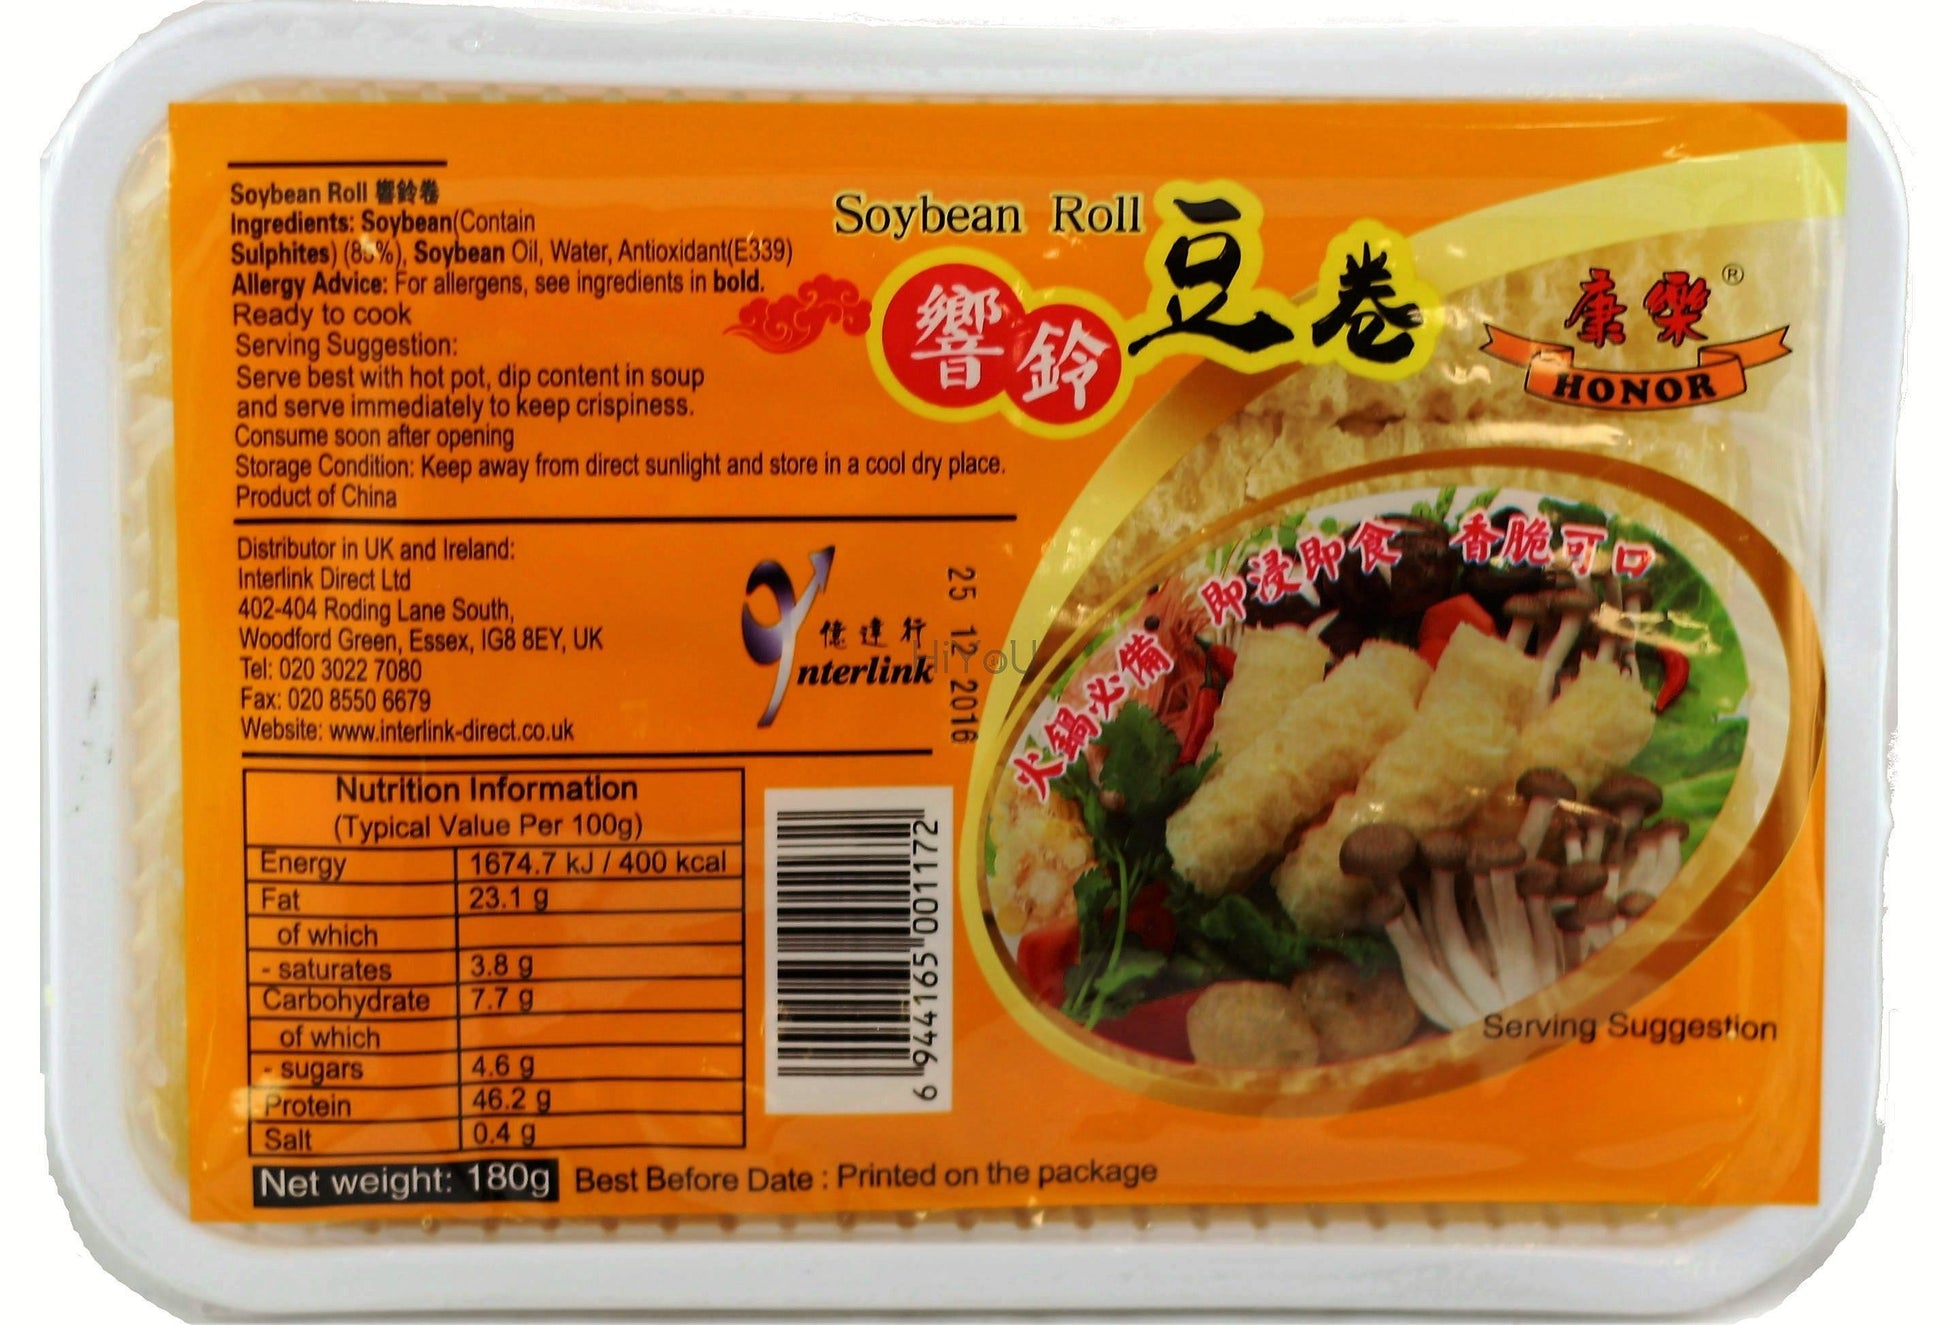 Soybean Roll 響鈴卷
Ingredients: Soybean(Contain
Sulphites) (85%), Soybean Oil, Water, Antioxidant(E339)
Allergy Advice: For allergens, see ingredients in bold.
Ready to cook
Serving Suggestion:
Serve best with hot pot, dip content in soup
and serve immediately to keep crispiness.
Consume soon after opening
Storage Condition: Keep away from direct sunlight and store in a cool dry place.
Product of China
Distributor in UK and Ireland:
Interlink Direct Ltd
402-404 Roding Lane South,
Woodford Green, Essex, IG8 8EY, UK
Tel: 020 3022 7080
Fax: 020 8550 6679
Website: www.interlink-direct.co.uk
億達行
nterlink
25 12 2016
HiYoU
Nutrition Information
(Typical Value Per 100g)
Energy 1674.7 kJ / 400 kcal
Fat 23.1 g
of which
- saturates 3.8 g
Carbohydrate 7.7 g
of which
- sugars 4.6 g
Protein 46.2 g
Salt 0.4 g
Net weight: 180g Best Before Date : Printed on the package
6 944165 001172
Soybean Roll
響鈴豆卷
康樂®
HONOR
火鍋必備 即浸即食 香脆可口
Serving Suggestion